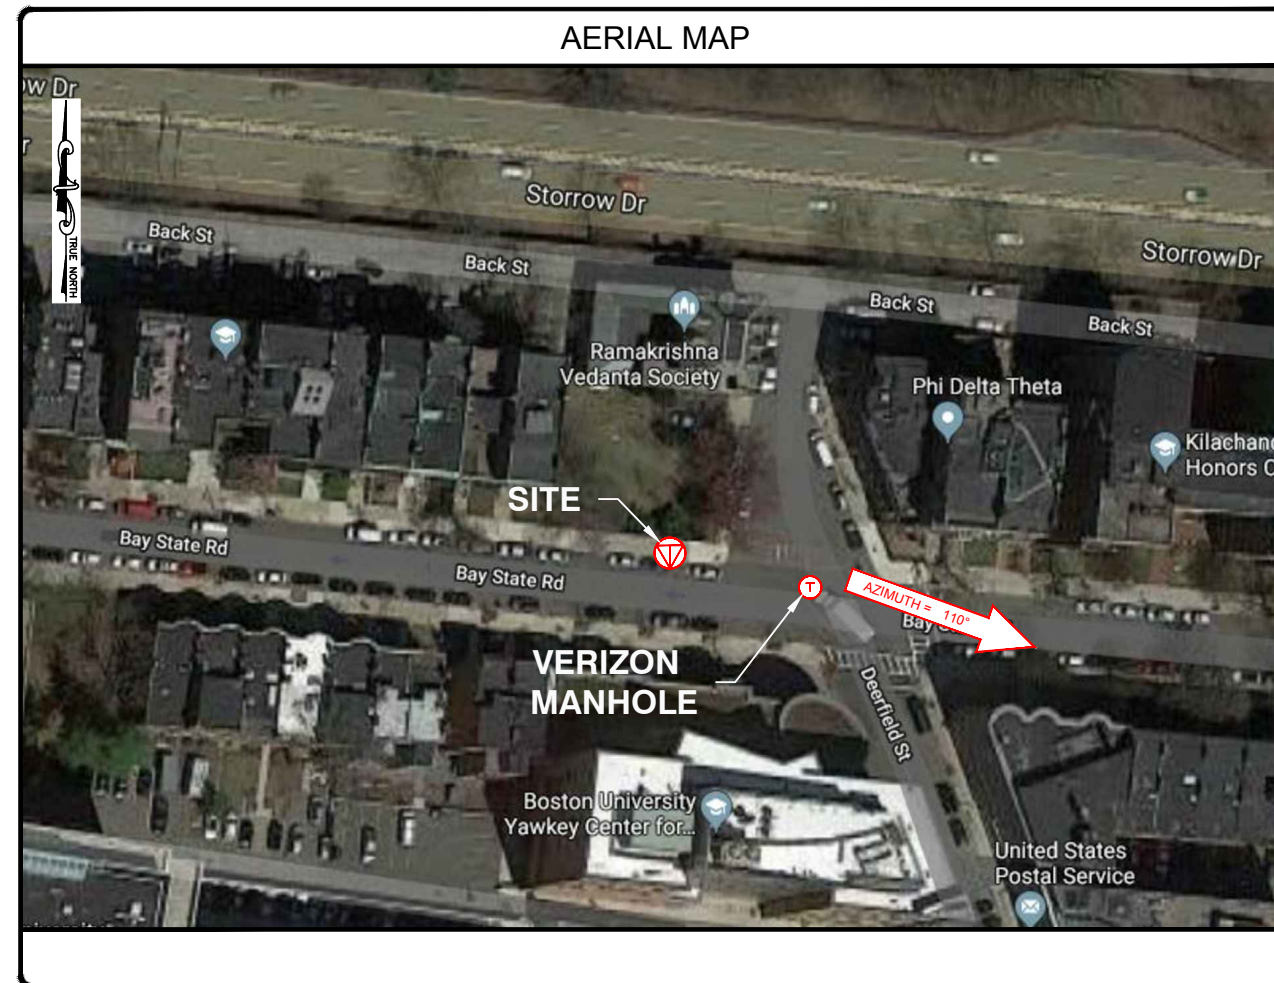 AERIAL MAP
ow Dr
r
TRUE NORTH
Storrow Dr
Storrow Dr
Back St
Back St
Back St
Back St
Ramakrishna
Vedanta Society
Phi Delta Theta
Kilachand
Honors C
SITE
Bay State Rd
Bay State Rd
T
AZIMUTH = 110°
Bay S
VERIZON
MANHOLE
Deerfield St
Boston University
Yawkey Center for...
United States
Postal Service